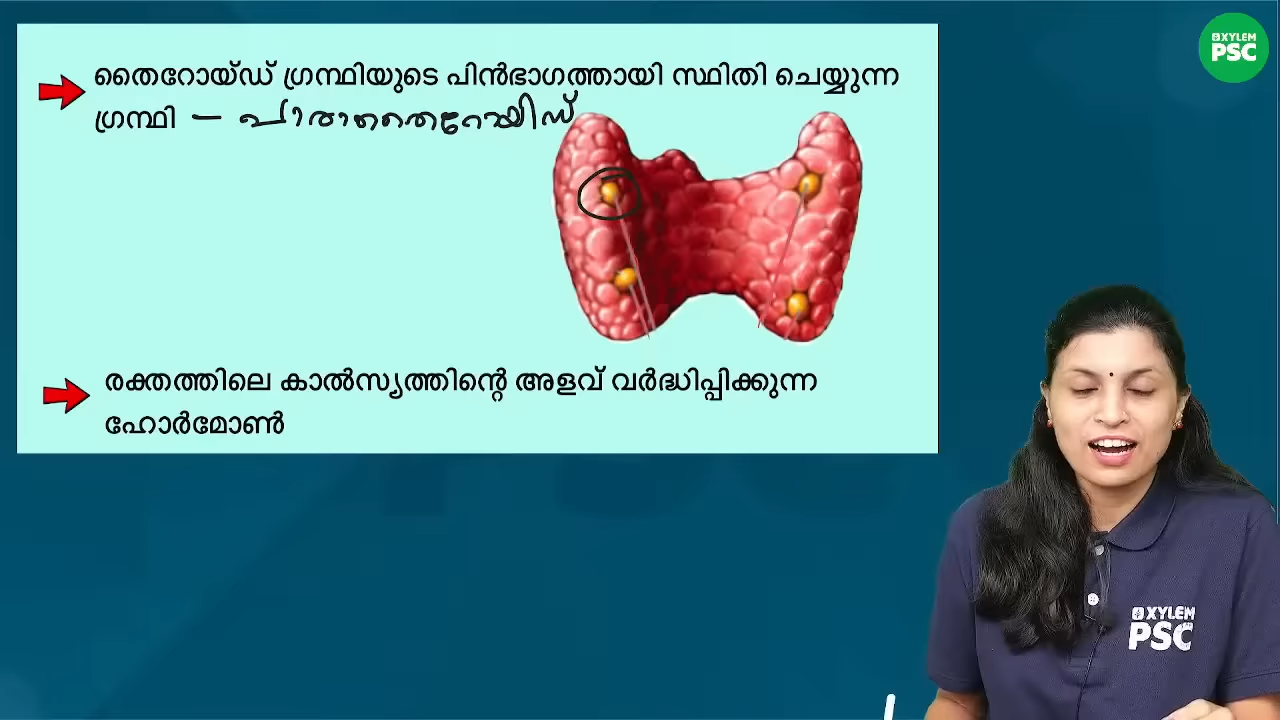 തൈറോയ്ഡ് ഗ്രന്ഥിയുടെ പിൻഭാഗത്തായി സ്ഥിതി ചെയ്യുന്ന
ഗ്രന്ഥി – പാരാതൈറോയിഡ്
രക്തത്തിലെ കാൽസ്യത്തിന്റെ അളവ് വർദ്ധിപ്പിക്കുന്ന
ഹോർമോൺ
XYLEM
PSC
XYLEM
PSC